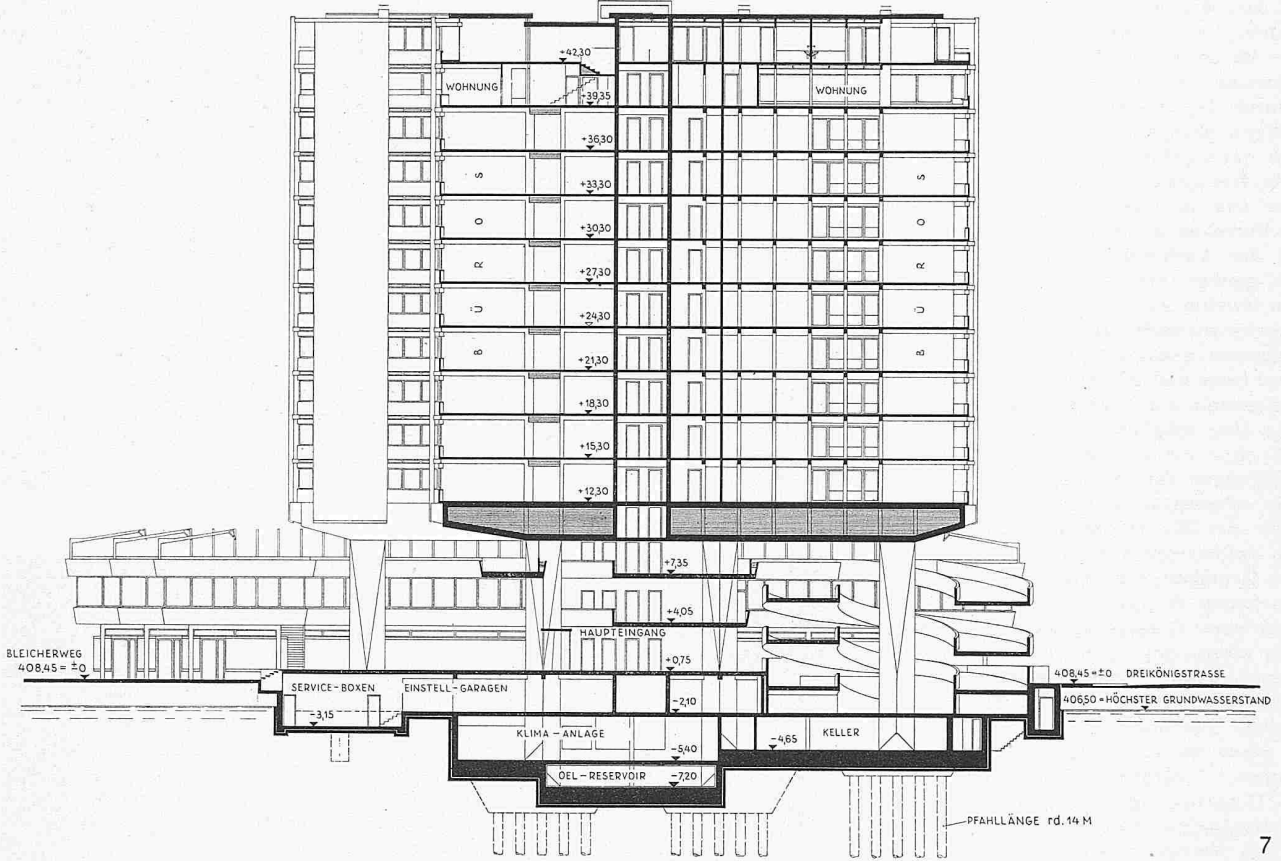 +42,30
WOHNUNG
WOHNUNG
+39,35
+36,30
+33,30
+30,30
+27,30
+24,30
+21,30
+18,30
+15,30
+12,30
BÜROS
BÜROS
+7,35
+4,05
HAUPTEINGANG
+0,75
BLEICHERWEG
408,45 = ±0
408,45 = ±0 DREIKÖNIGSTRASSE
SERVICE-BOXEN
EINSTELL-GARAGEN
-2,10
406,50 = HÖCHSTER GRUNDWASSERSTAND
-3,15
KLIMA-ANLAGE
-4,65
KELLER
-5,40
OEL-RESERVOIR
-7,20
PFAHLLÄNGE rd. 14 M
7